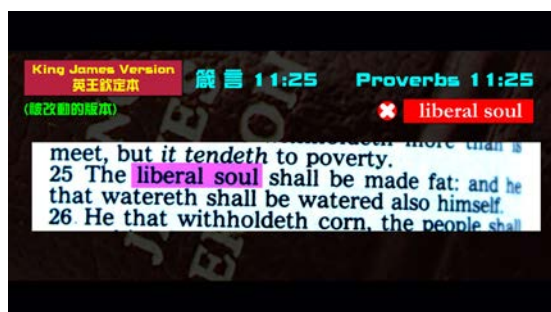 King James Version
英王欽定本
箴言 11:25 Proverbs 11:25
(被改動的版本)
liberal soul
meet, but it tendeth to poverty.
25 The liberal soul shall be made fat: and he
that watereth shall be watered also himself.
26 He that withholdeth corn, the people shall